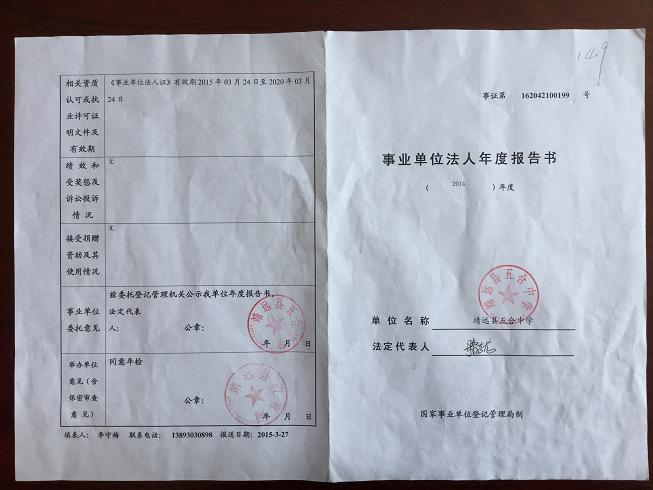 相关资质
认可或执
业许可证
明文件及
有效期
《事业单位法人证》有效期2015年03月24日至2020年03月
24日
绩效和
受奖惩及
诉讼投诉
情况
无
接受捐赠
资助及其
使用情况
无
事业单位
委托意见
兹委托登记管理机关公示我单位年度报告书。
法定代表
人： 公章：
年 月 日
举办单位
意见（含
保密审查
意见）
同意年检
公章：
年 月 日
填表人： 李守梅 联系电话： 13893030898 报送日期：2015-3-27
事证第 162042100199 号
事业单位法人年度报告书
（ 2014 ）年度
单位名称 靖远县五合中学
法定代表人
靖远县五合中学
国家事业单位登记管理局制